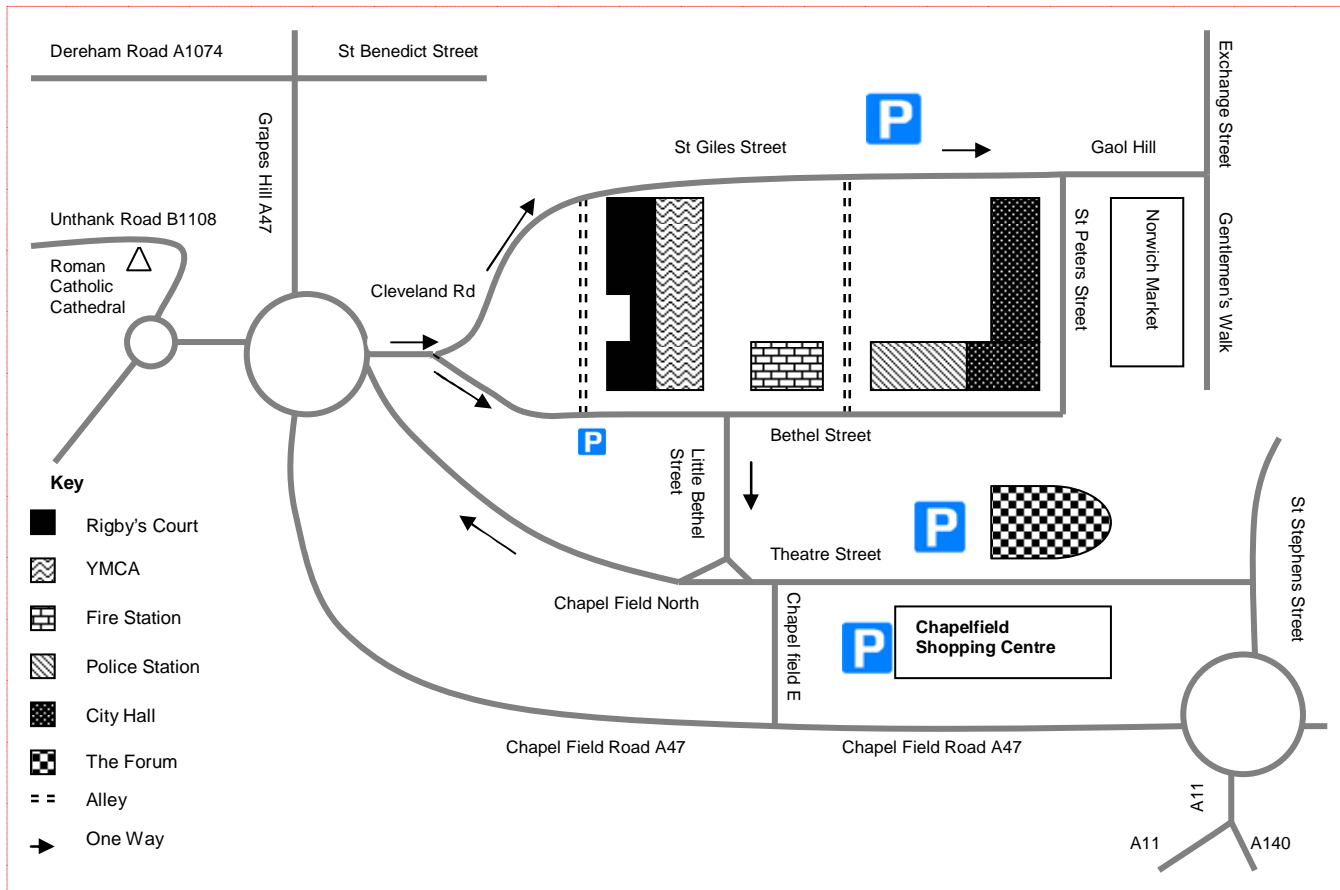 Dereham Road A1074
St Benedict Street
Exchange Street
Grapes Hill A47
P
St Giles Street
Gaol Hill
Unthank Road B1108
Roman
Catholic
Cathedral
Cleveland Rd
St Peters Street
Norwich Market
Gentlemen's Walk
P
Bethel Street
Little Bethel
Street
Key
Rigby's Court
YMCA
Fire Station
Police Station
City Hall
The Forum
Alley
One Way
P
Theatre Street
St Stephens Street
Chapel Field North
Chapel field E
P
Chapelfield
Shopping Centre
Chapel Field Road A47
Chapel Field Road A47
A11
A11
A140